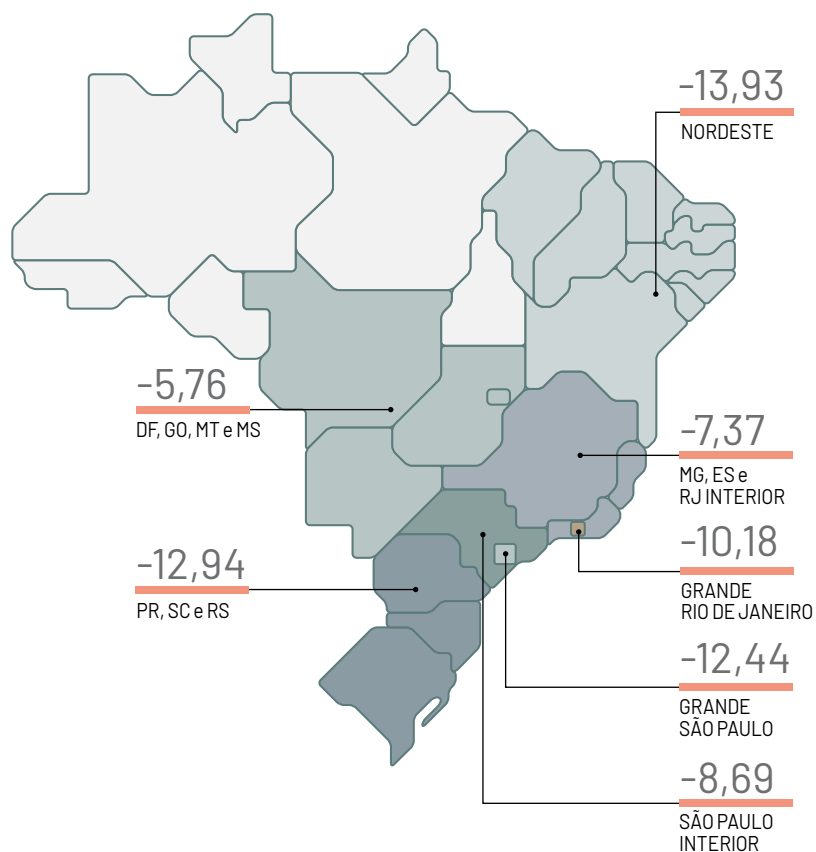 -13,93
NORDESTE
-5,76
DF, GO, MT e MS
-7,37
MG, ES e
RJ INTERIOR
-10,18
GRANDE
RIO DE JANEIRO
-12,94
PR, SC e RS
-12,44
GRANDE
SÃO PAULO
-8,69
SÃO PAULO
INTERIOR